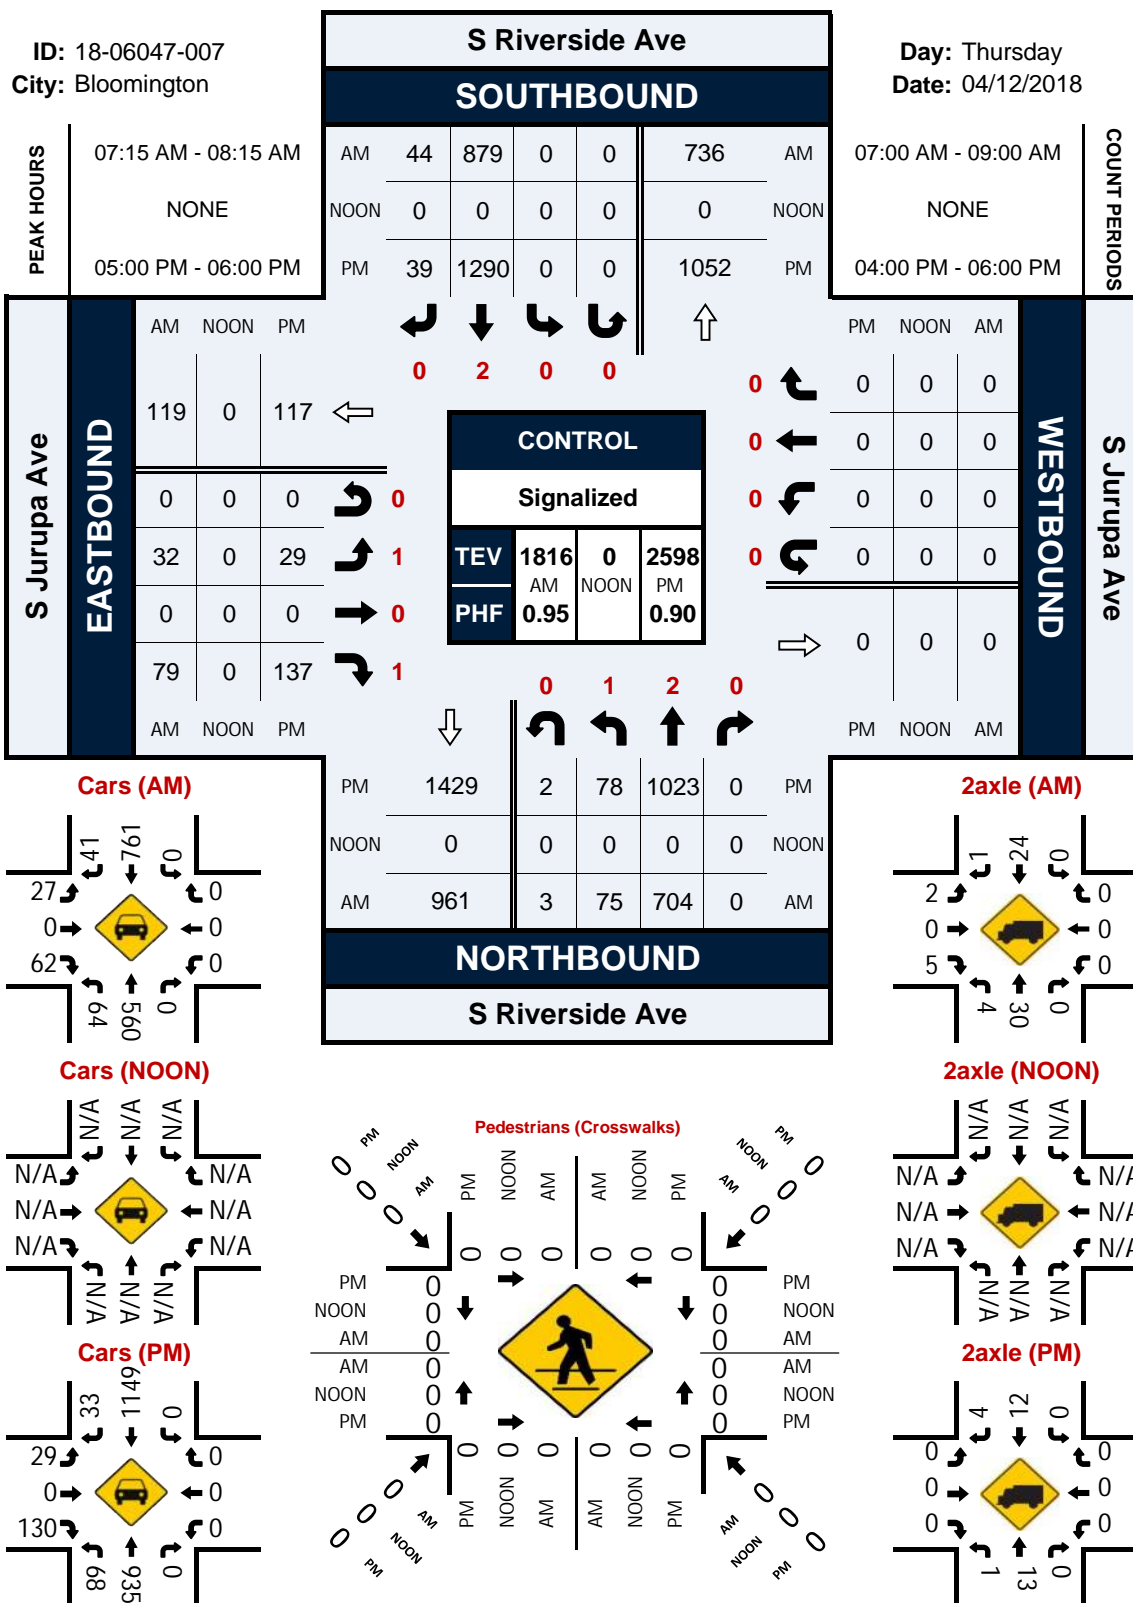 S Riverside Ave
ID: 18-06047-007
Day: Thursday
City: Bloomington
Date: 04/12/2018
SOUTHBOUND
PEAK HOURS
07:15 AM - 08:15 AM
NONE
05:00 PM - 06:00 PM
AM 44 879 0 0 736 AM
NOON 0 0 0 0 0 NOON
PM 39 1290 0 0 1052 PM
07:00 AM - 09:00 AM
NONE
04:00 PM - 06:00 PM
COUNT PERIODS
0 2 0 0
S Jurupa Ave
EASTBOUND
AM NOON PM
119 0 117
0 0 0 0
32 0 29 1
0 0 0 0
79 0 137 1
AM NOON PM
CONTROL
Signalized
TEV 1816 0 2598
AM NOON PM
PHF 0.95 0.90
PM NOON AM
0 0 0 0
0 0 0 0
0 0 0 0
0 0 0 0
0 0 0
PM NOON AM
WESTBOUND
S Jurupa Ave
0 1 2 0
PM 1429 2 78 1023 0 PM
NOON 0 0 0 0 0 NOON
AM 961 3 75 704 0 AM
NORTHBOUND
S Riverside Ave
Cars (AM)
41 761 0
27 0
0 0
62 0
64 560 0
2axle (AM)
1 24 0
2 0
0 0
5 0
4 30 0
Cars (NOON)
N/A N/A N/A
N/A N/A
N/A N/A
N/A N/A
N/A N/A N/A
2axle (NOON)
N/A N/A N/A
N/A N/A
N/A N/A
N/A N/A
N/A N/A N/A
Pedestrians (Crosswalks)
PM NOON AM
0 0 0
PM NOON AM AM NOON PM
0 0 0 0 0 0
PM NOON AM
0 0 0
PM 0 0 PM
NOON 0 0 NOON
AM 0 0 AM
AM 0 0 AM
NOON 0 0 NOON
PM 0 0 PM
0 0 0 0 0 0
PM NOON AM AM NOON PM
0 0 0
AM NOON PM
0 0 0
AM NOON PM
Cars (PM)
33 1149 0
29 0
0 0
130 0
68 935 0
2axle (PM)
4 12 0
0 0
0 0
0 0
1 13 0